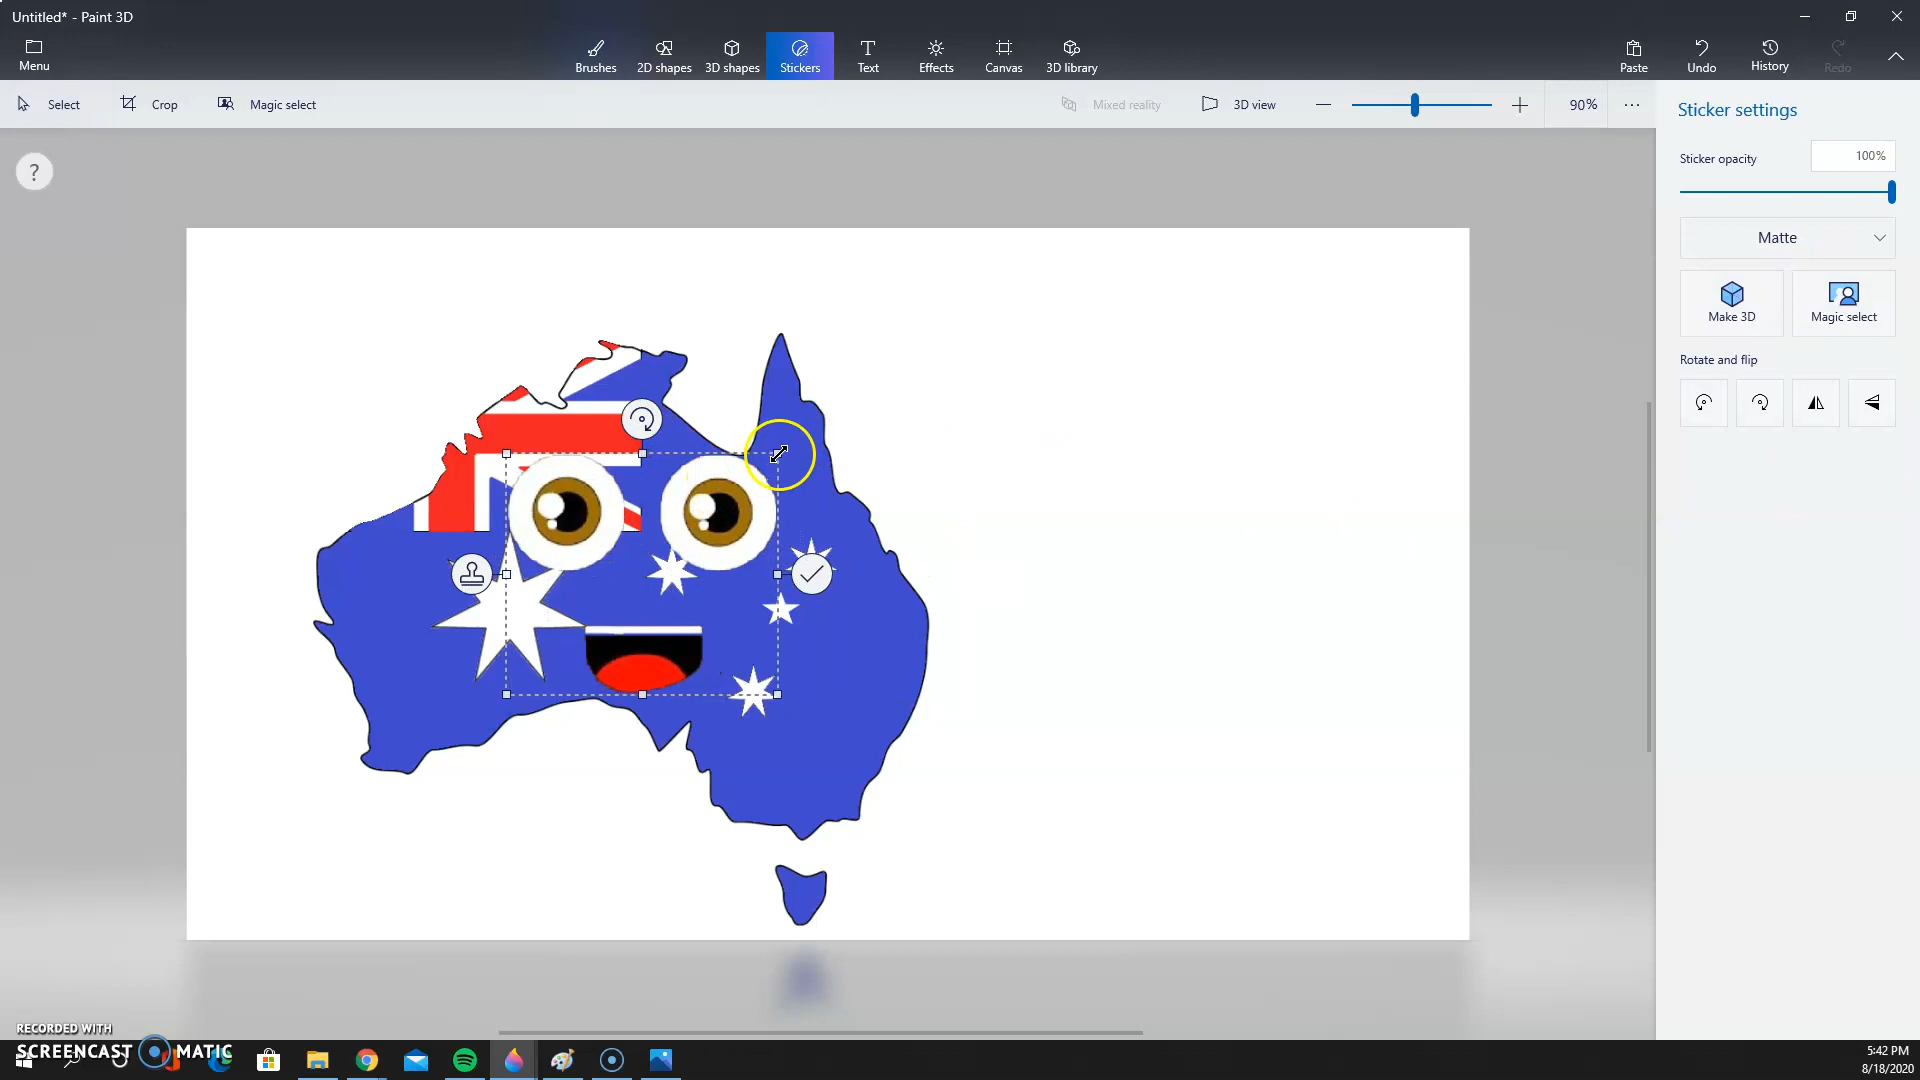 Untitled* - Paint 3D
Menu
Brushes
2D shapes
3D shapes
Stickers
Text
Effects
Canvas
3D library
Paste
Undo
History
Redo
Select
Crop
Magic select
Mixed reality
3D view
90%
Sticker settings
Sticker opacity
100%
Matte
Make 3D
Magic select
Rotate and flip
?
RECORDED WITH
SCREENCAST MATIC
5:42 PM
8/18/2020